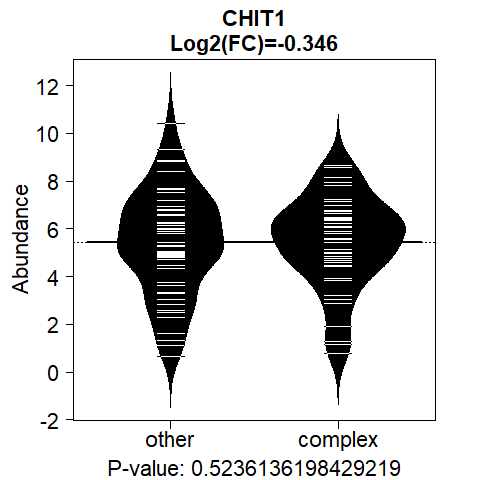 CHIT1
Log2(FC)=-0.346
Abundance
12
10
8
6
4
2
0
-2
other complex
P-value: 0.5236136198429219